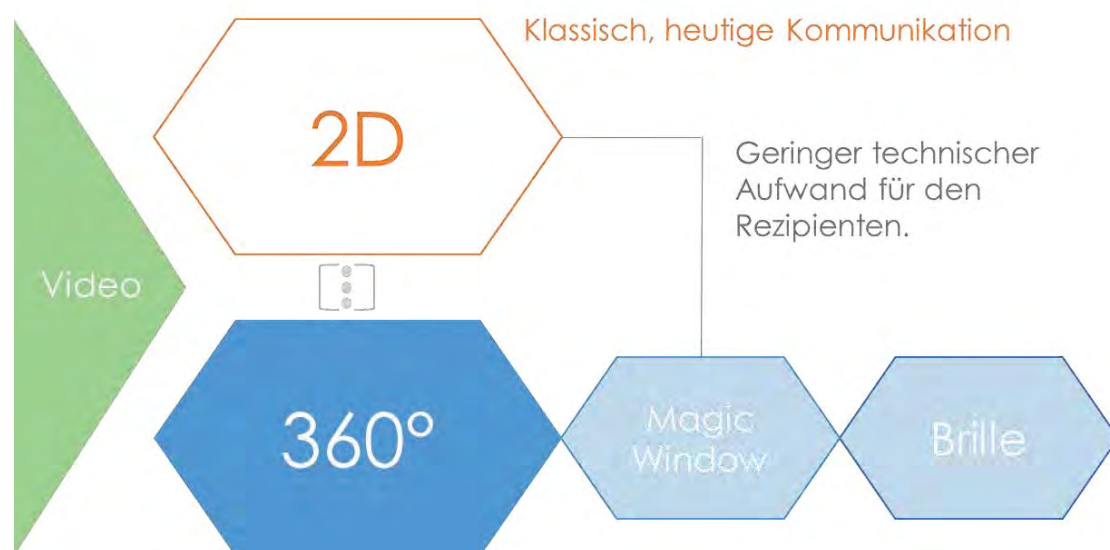 Klassisch, heutige Kommunikation
2D
Geringer technischer
Aufwand für den
Rezipienten.
Video
360°
Magic
Window
Brille